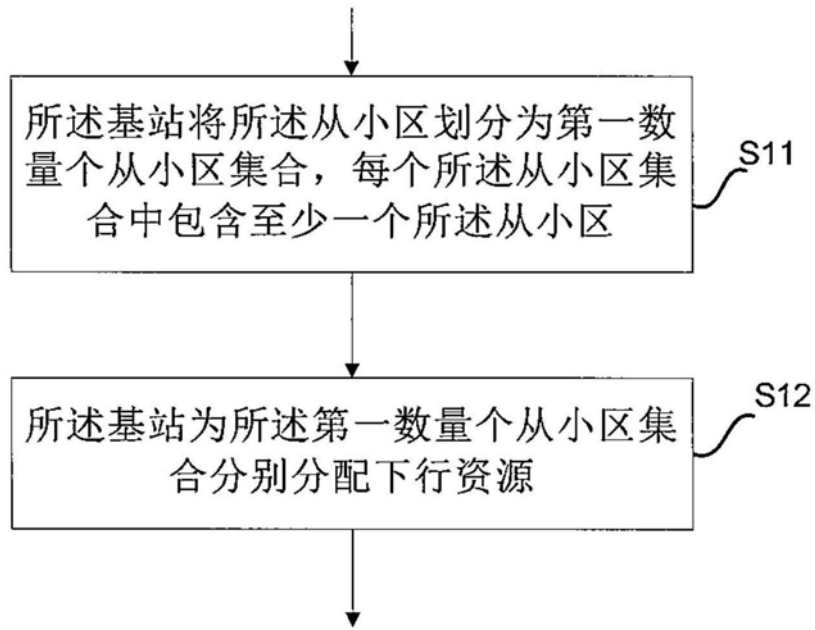 所述基站将所述从小区划分为第一数
量个从小区集合，每个所述从小区集
合中包含至少一个所述从小区
S11
所述基站为所述第一数量个从小区集
合分别分配下行资源
S12